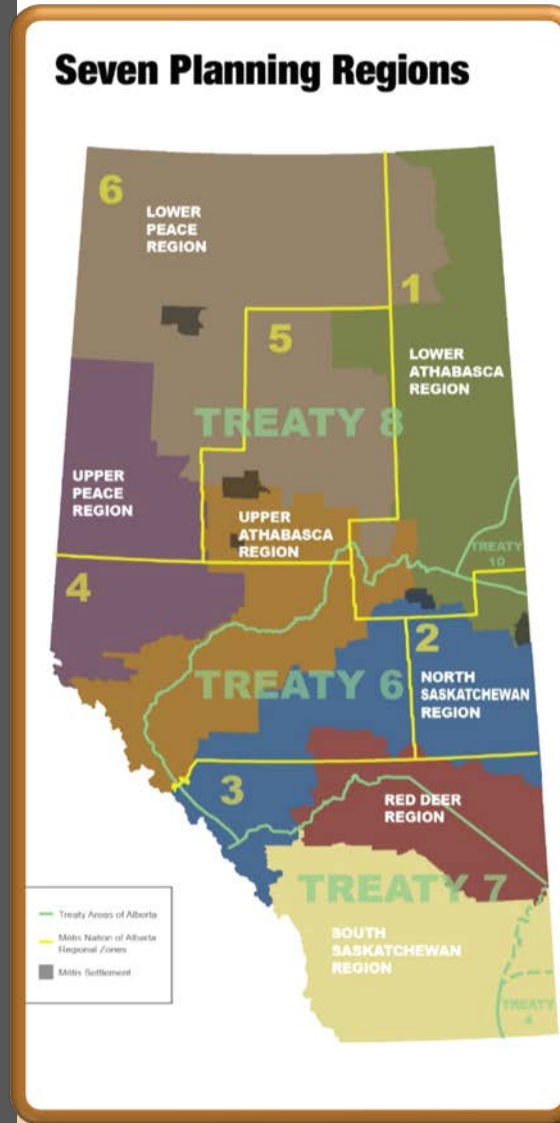 Seven Planning Regions
6
LOWER
PEACE
REGION
1
5
LOWER
ATHABASCA
REGION
TREATY 8
UPPER
PEACE
REGION
UPPER
ATHABASCA
REGION
TREATY
10
4
2
TREATY 6
NORTH
SASKATCHEWAN
REGION
3
RED DEER
REGION
TREATY 7
SOUTH
SASKATCHEWAN
REGION
TREATY
4
Treaty Areas of Alberta
Métis Nation of Alberta
Regional Zones
Métis Settlement